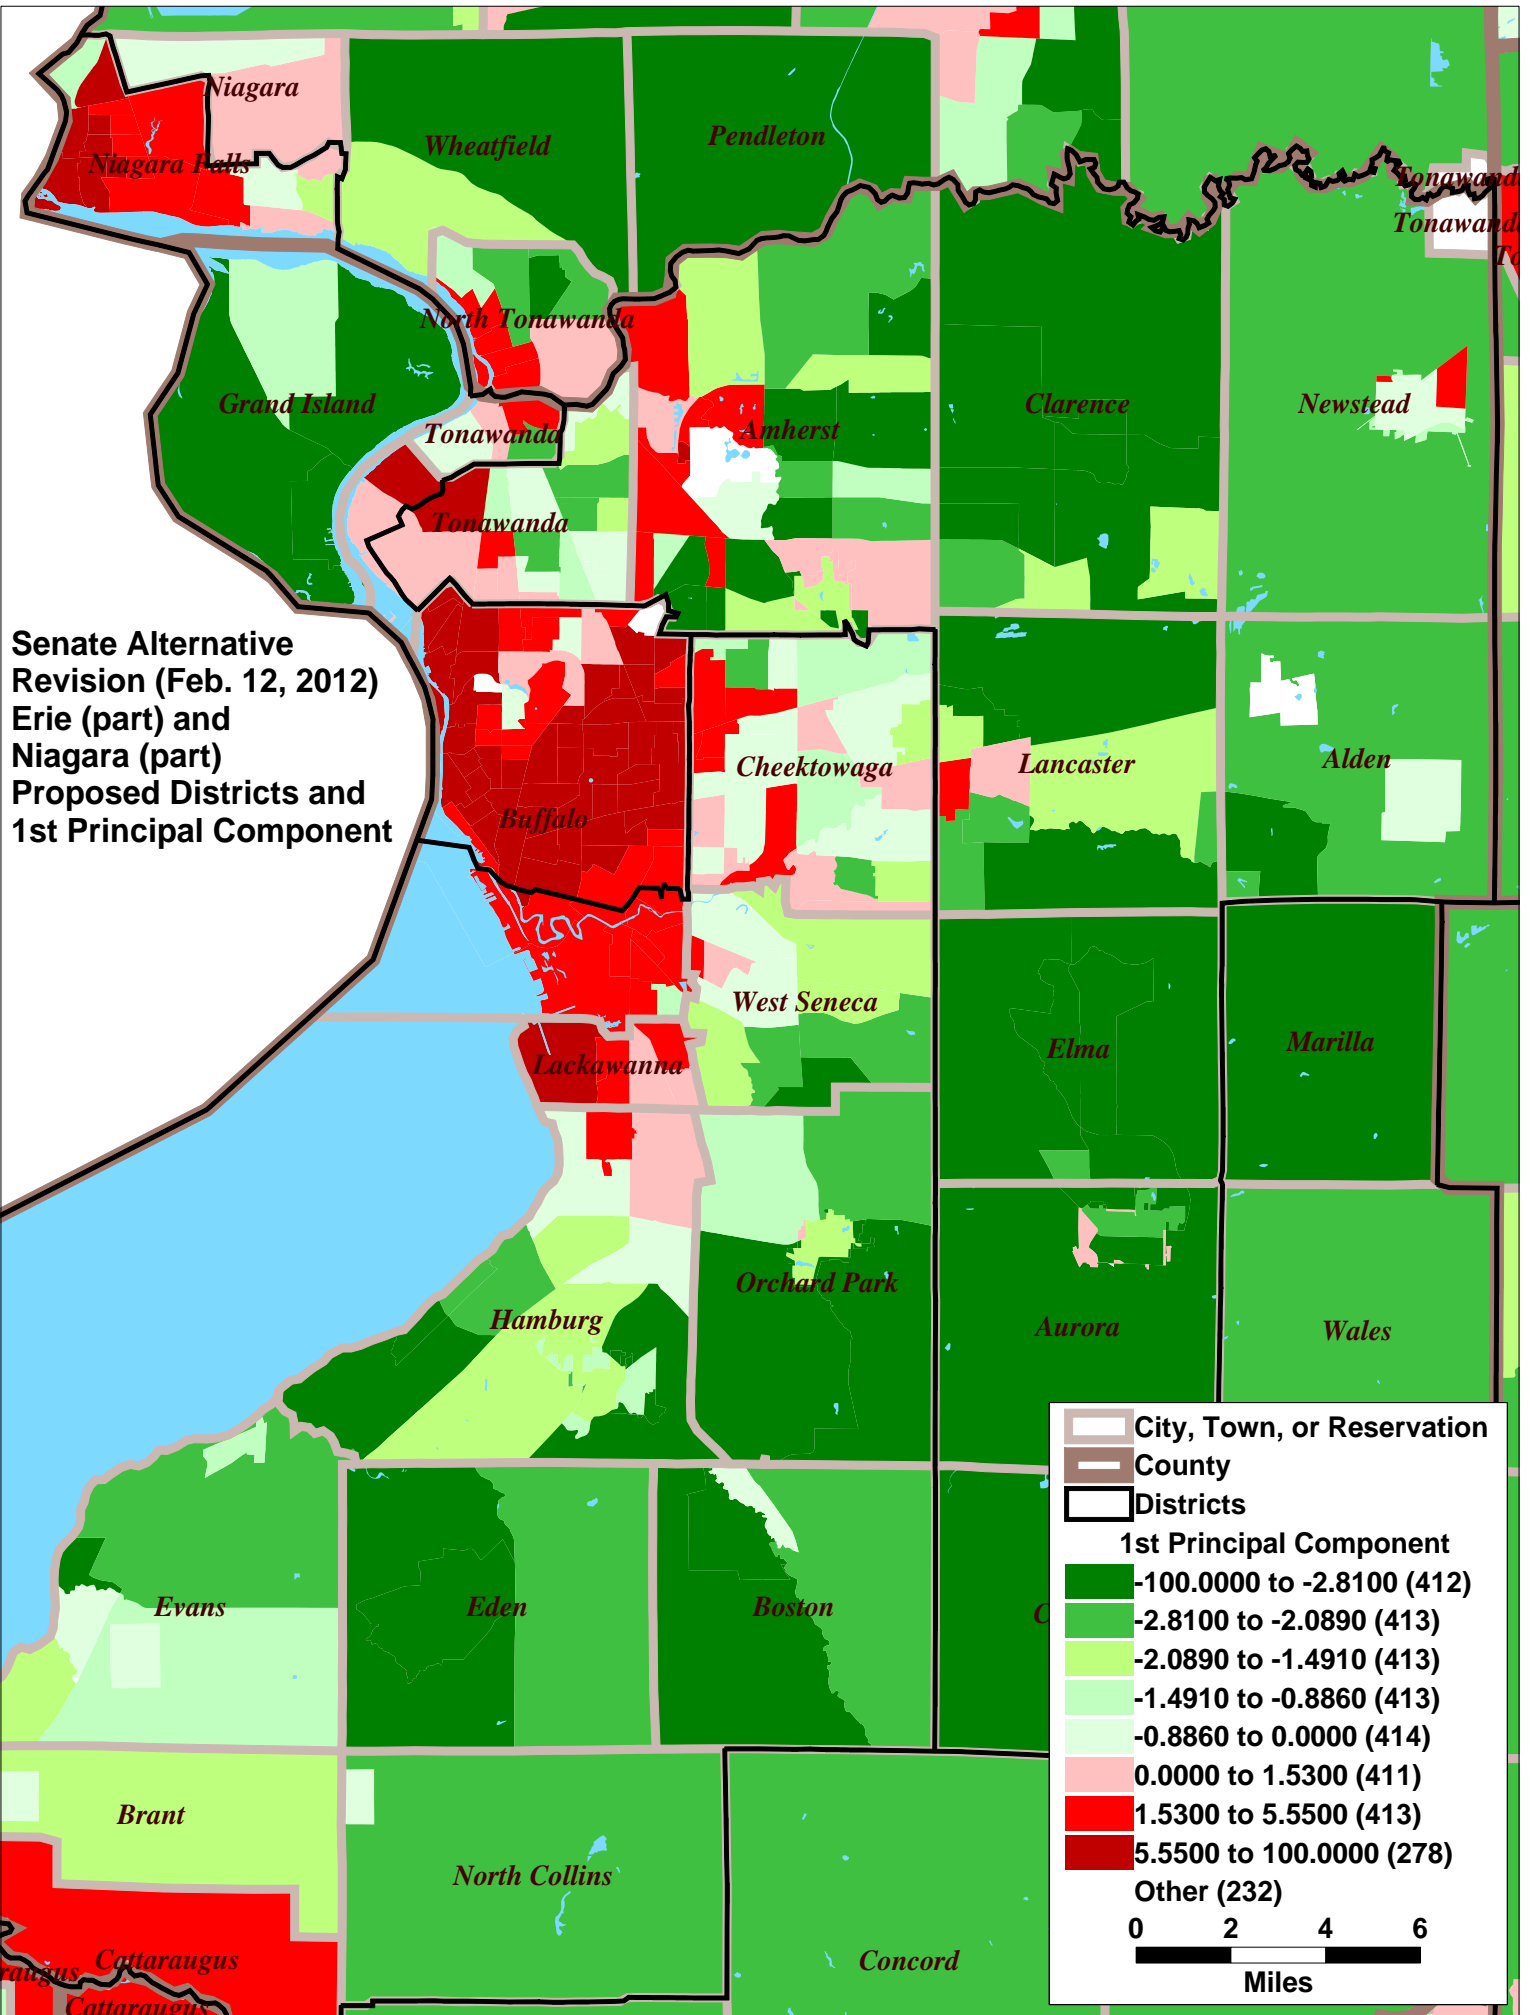 Niagara
Wheatfield
Pendleton
Niagara Falls
Tonawanda
Tonawanda
North Tonawanda
Grand Island
Tonawanda
Amherst
Clarence
Newstead
Tonawanda
Senate Alternative
Revision (Feb. 12, 2012)
Erie (part) and
Niagara (part)
Proposed Districts and
1st Principal Component
Cheektowaga
Lancaster
Alden
Buffalo
West Seneca
Elma
Marilla
Lackawanna
Orchard Park
Hamburg
Aurora
Wales
Evans
Eden
Boston
Brant
North Collins
Concord
Cattaraugus
raugus
Cattaraugus
City, Town, or Reservation
County
Districts
1st Principal Component
-100.0000 to -2.8100 (412)
-2.8100 to -2.0890 (413)
-2.0890 to -1.4910 (413)
-1.4910 to -0.8860 (413)
-0.8860 to 0.0000 (414)
0.0000 to 1.5300 (411)
1.5300 to 5.5500 (413)
5.5500 to 100.0000 (278)
Other (232)
0 2 4 6
Miles